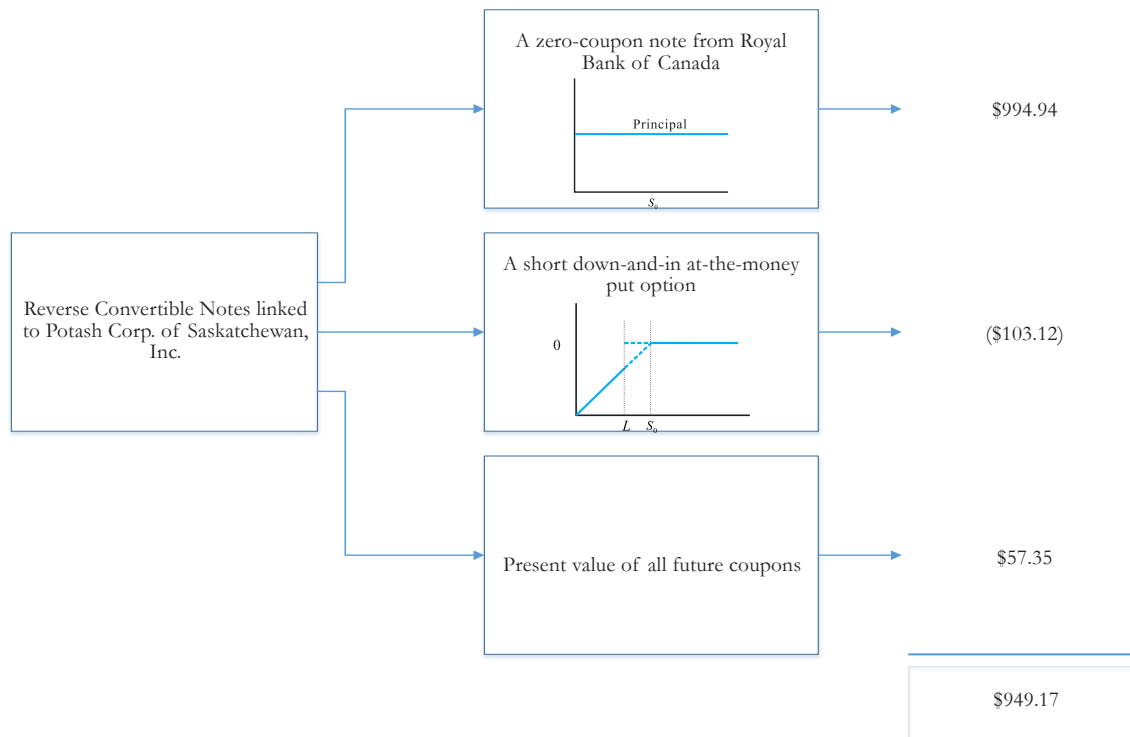 A zero-coupon note from Royal
Bank of Canada
Principal
S₀
$994.94
Reverse Convertible Notes linked
to Potash Corp. of Saskatchewan,
Inc.
A short down-and-in at-the-money
put option
0
L S₀
($103.12)
Present value of all future coupons
$57.35
$949.17